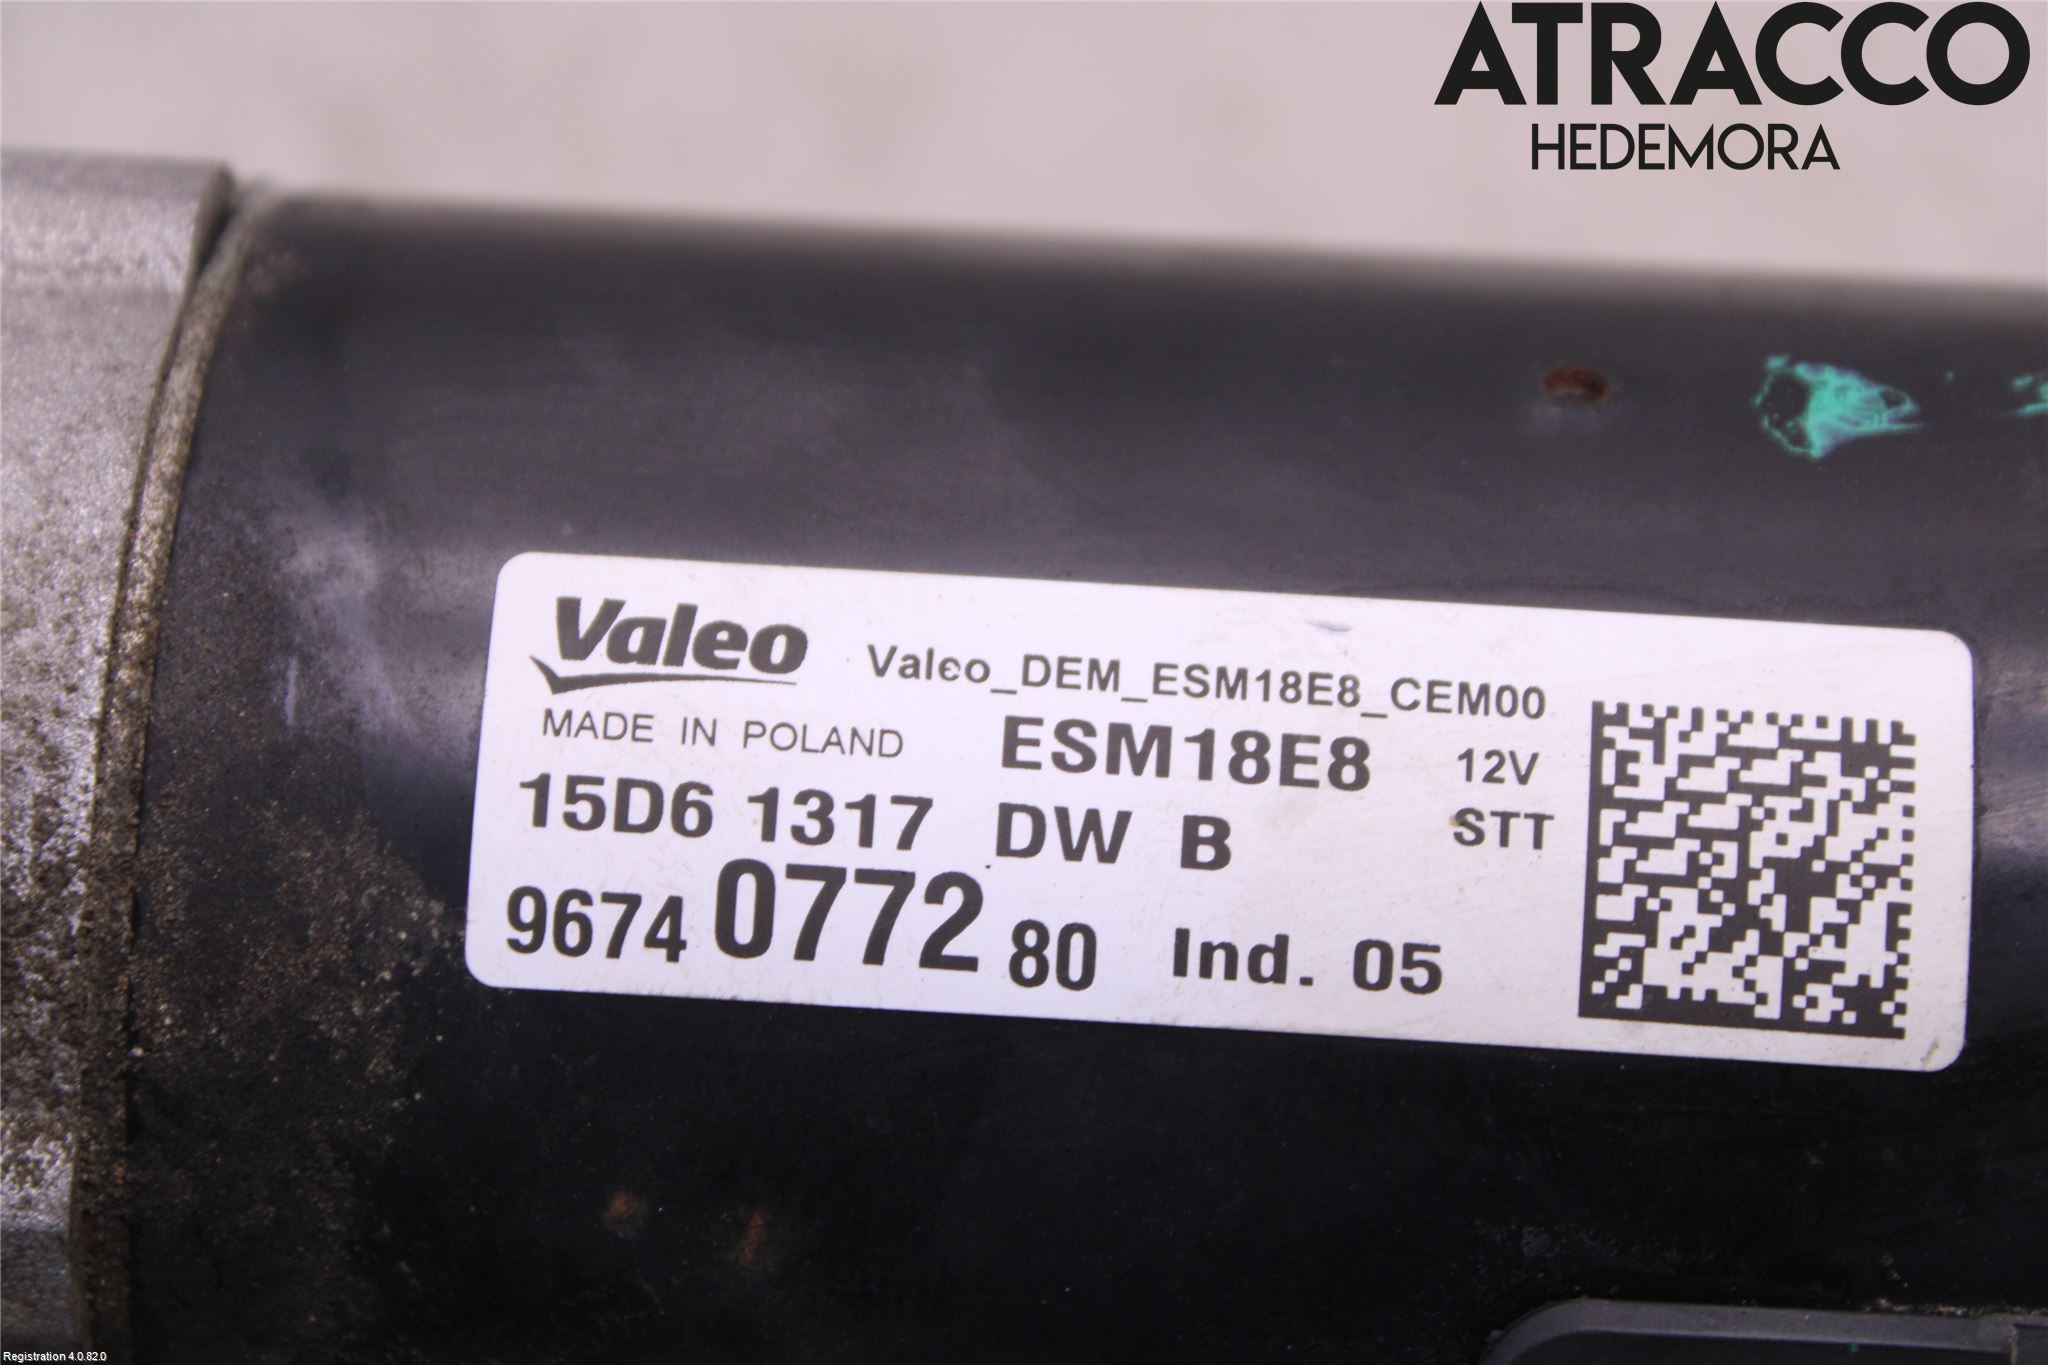 ATRACCO
HEDEMORA
Valeo Valeo_DEM_ESM18E8_CEM00
MADE IN POLAND ESM18E8 12V
15D6 1317 DW B STT
9674 0772 80 Ind. 05
Registration 4.0.82.0